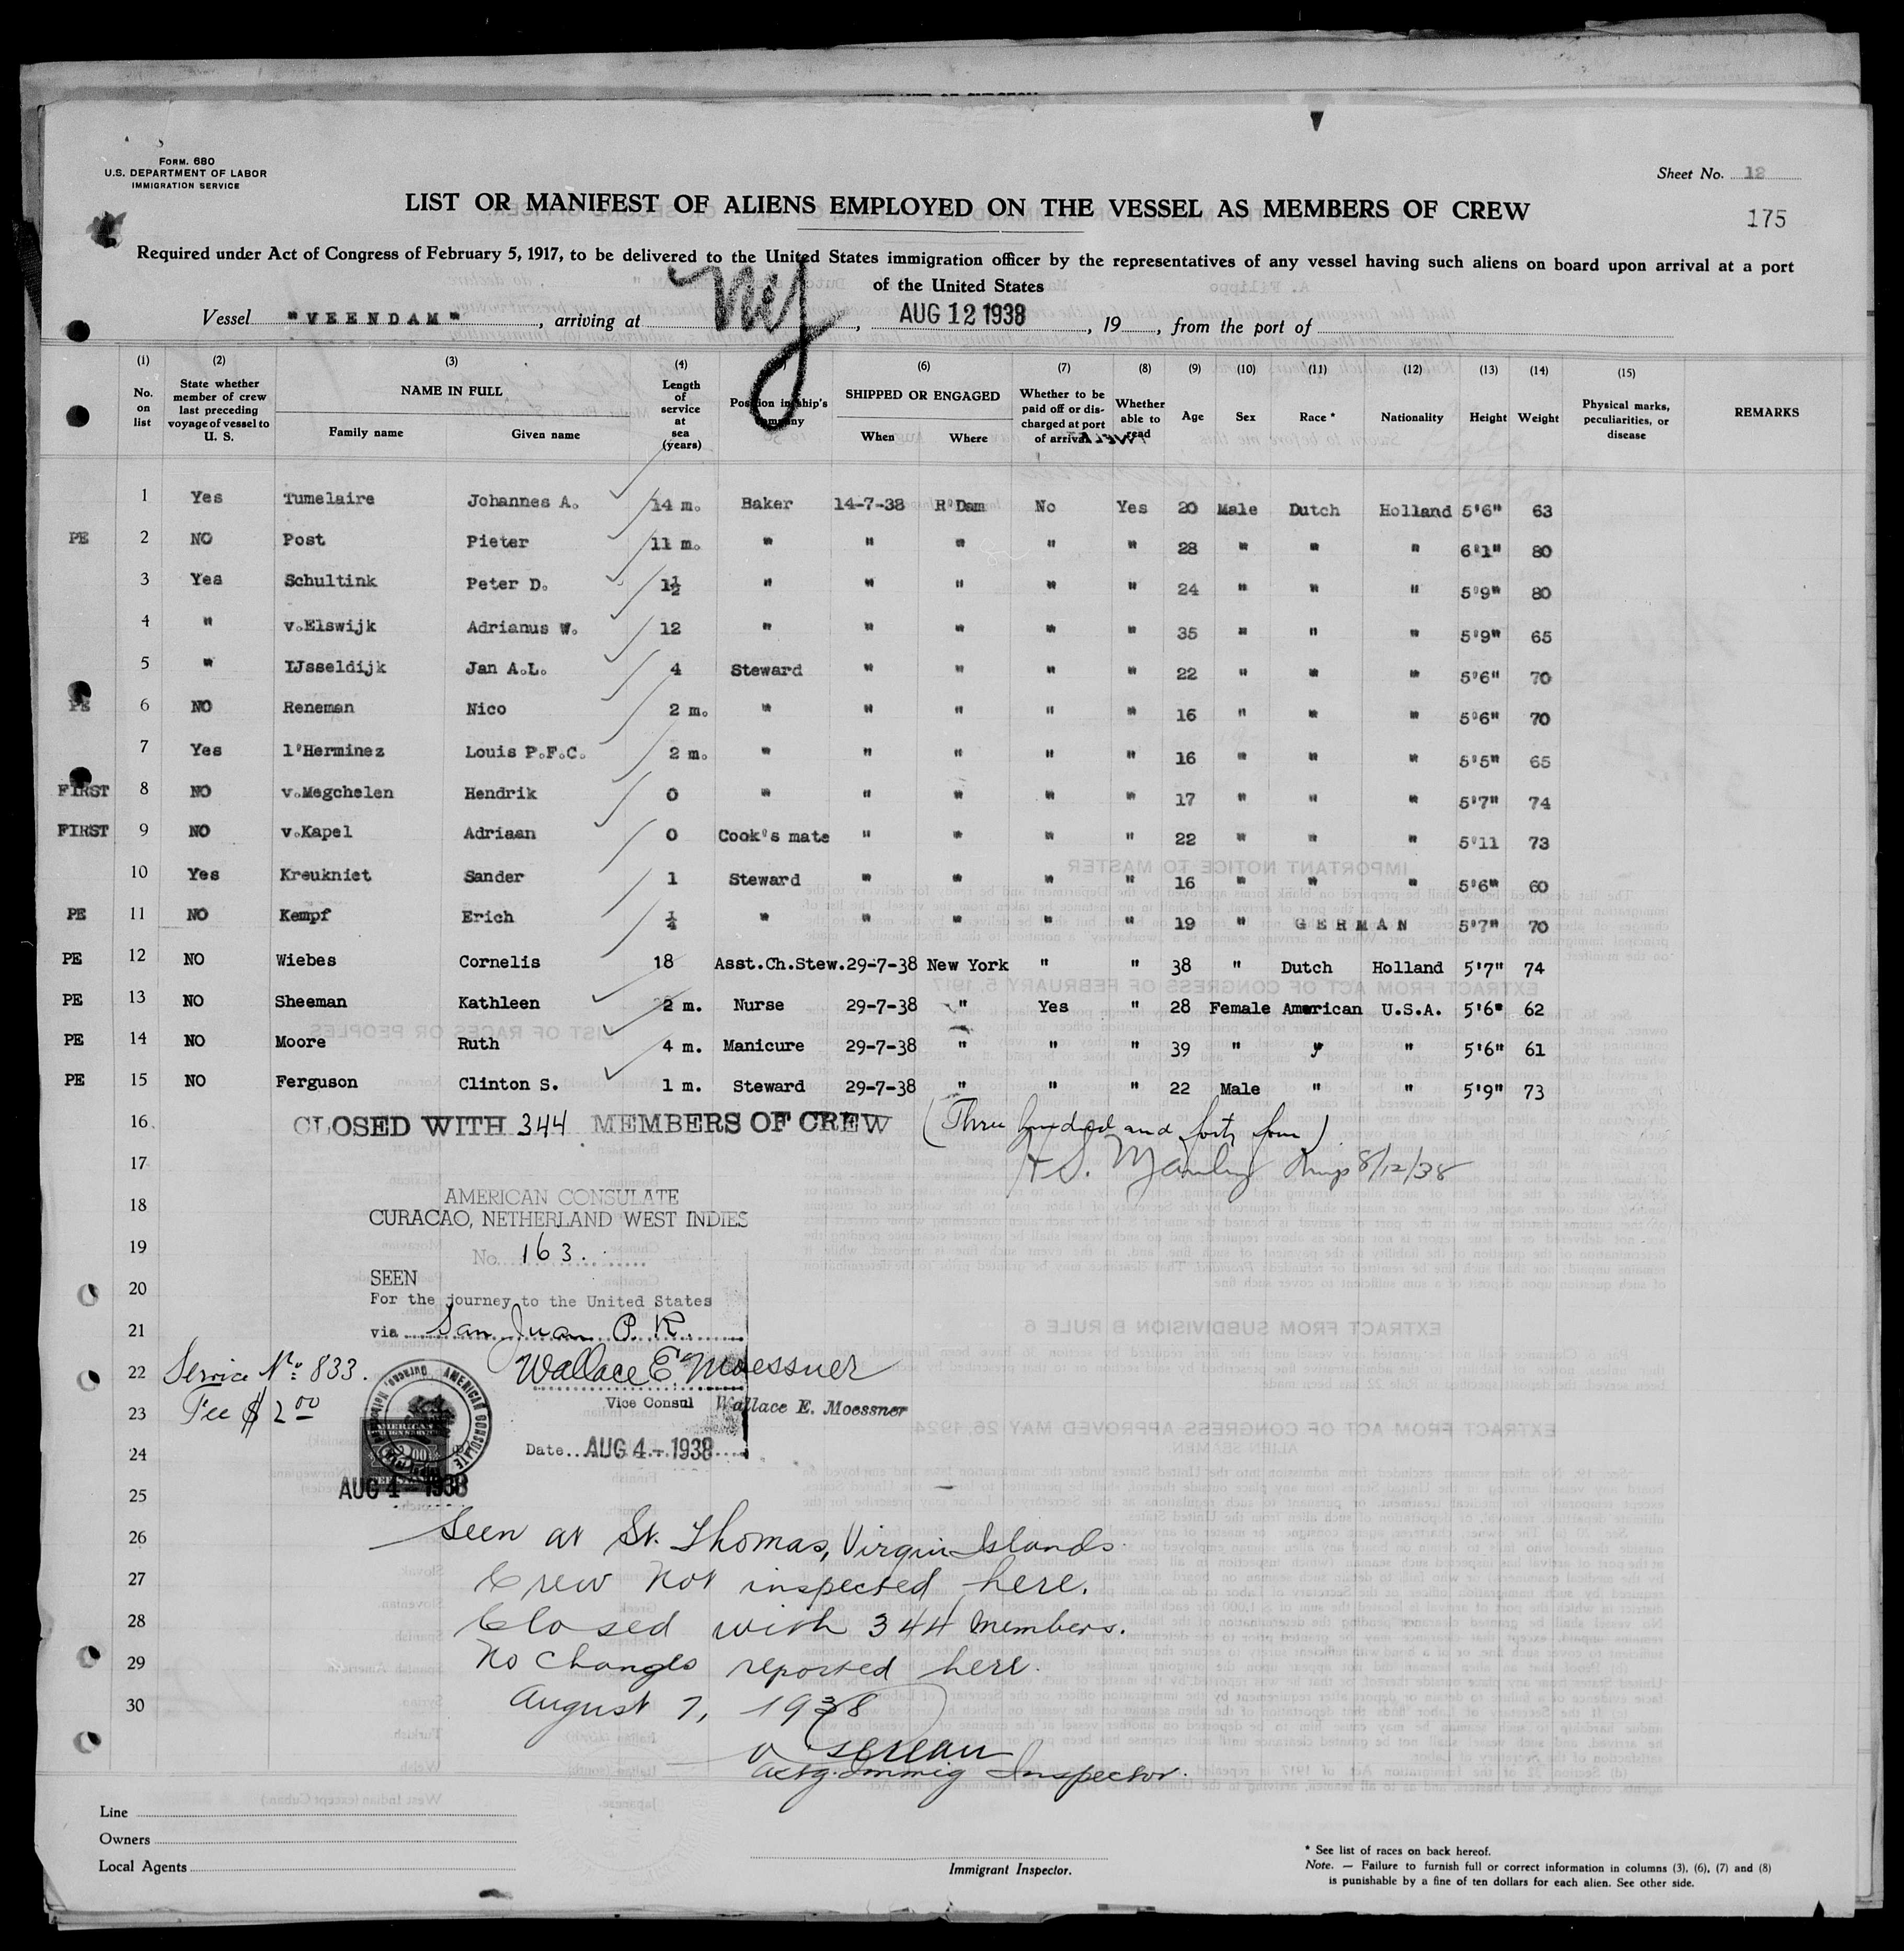 FORM. 680
U.S. DEPARTMENT OF LABOR
IMMIGRATION SERVICE
Sheet No. 12
LIST OR MANIFEST OF ALIENS EMPLOYED ON THE VESSEL AS MEMBERS OF CREW
175
Required under Act of Congress of February 5, 1917, to be delivered to the United States immigration officer by the representatives of any vessel having such aliens on board upon arrival at a port
of the United States
Vessel "VEENDAM", arriving at NY, AUG 12 1938, 19, from the port of
(1) No. on list
(2) State whether member of crew last preceding voyage of vessel to U. S.
(3) NAME IN FULL Family name Given name
(4) Length of service at sea (years)
Position in ship's company
(6) SHIPPED OR ENGAGED When Where
(7) Whether to be paid off or discharged at port of arrival
(8) Whether able to read
(9) Age
(10) Sex
(11) Race *
(12) Nationality
(13) Height
(14) Weight
(15) Physical marks, peculiarities, or disease
REMARKS
1 Yes Tumelaire Johannes A. 14 m. Baker 14-7-38 R'Dam No Yes 20 Male Dutch Holland 5'6" 63
PE 2 NO Post Pieter 11 m. " " " " " 28 " " " 6'1" 80
3 Yes Schultink Peter D. 1½ " " " " " 24 " " " 5'9" 80
4 " v.Elswijk Adrianus W. 12 " " " " " 35 " " " 5'9" 65
5 " IJsseldijk Jan A.L. 4 Steward " " " " 22 " " " 5'6" 70
PE 6 NO Reneman Nico 2 m. " " " " " 16 " " " 5'6" 70
7 Yes l'Herminez Louis P.F.C. 2 m. " " " " " 16 " " " 5'5" 65
FIRST 8 NO v.Megchelen Hendrik 0 " " " " " 17 " " " 5'7" 74
FIRST 9 NO v.Kapel Adriaan 0 Cook's mate " " " " 22 " " " 5'11 73
10 Yes Kreukniet Sander 1 Steward " " " " 16 " " " 5'6" 60
PE 11 NO Kempf Erich ¼ " " " " " 19 " GERMAN 5'7" 70
PE 12 NO Wiebes Cornelis 18 Asst.Ch.Stew. 29-7-38 New York " " 38 " Dutch Holland 5'7" 74
PE 13 NO Sheeman Kathleen 2 m. Nurse 29-7-38 " Yes " 28 Female American U.S.A. 5'6" 62
PE 14 NO Moore Ruth 4 m. Manicure 29-7-38 " " " 39 " " " 5'6" 61
PE 15 NO Ferguson Clinton S. 1 m. Steward 29-7-38 " " " 22 Male " " 5'9" 73
16 CLOSED WITH 344 MEMBERS OF CREW (Three hundred and forty four)
17 8/12/38
18 AMERICAN CONSULATE
CURACAO, NETHERLAND WEST INDIES
19 No. 163.
SEEN
20 For the journey to the United States
21 via San Juan P. R.
22 Service No. 833. Wallace E. Moessner
23 Fee $ 2 00 Vice Consul Wallace E. Moessner
24 Date AUG 4 - 1938
AMERICAN CONSULATE
25 AUG 4 - 1938
26 Seen at St. Thomas, Virgin Islands.
27 Crew not inspected here.
28 Closed with 344 members.
29 No changes reported here.
30 August 7, 1938
Actg. Immig Inspector.
Line
Owners
Local Agents
Immigrant Inspector.
* See list of races on back hereof.
Note. — Failure to furnish full or correct information in columns (3), (6), (7) and (8)
is punishable by a fine of ten dollars for each alien. See other side.